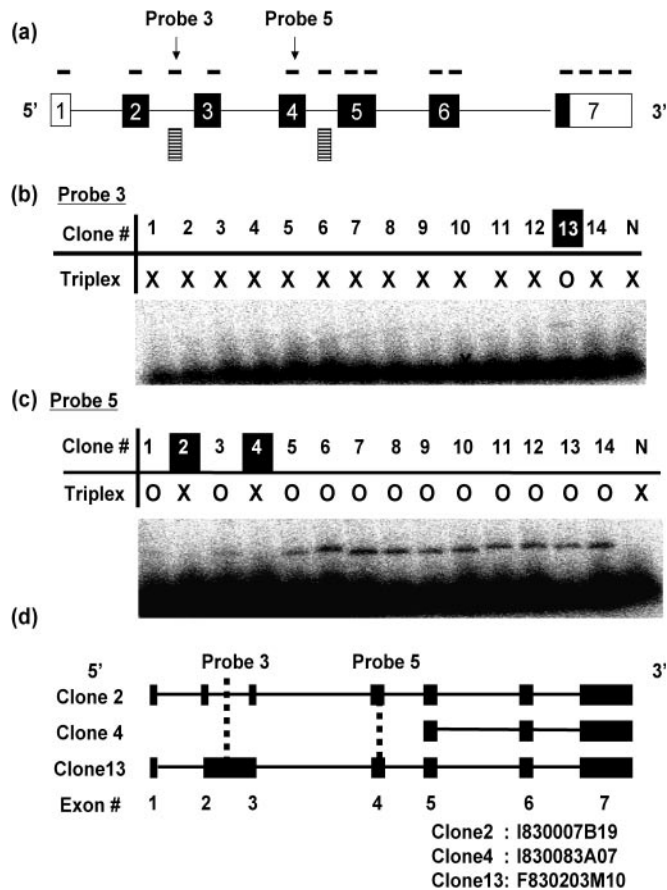 Probe 3 Probe 5
(a)
5' 1 2 3 4 5 6 7 3'
(b) Probe 3
Clone # 1 2 3 4 5 6 7 8 9 10 11 12 13 14 N
Triplex X X X X X X X X X X X X O X X
(c) Probe 5
Clone # 1 2 3 4 5 6 7 8 9 10 11 12 13 14 N
Triplex O X O X O O O O O O O O O O X
(d)
5' Probe 3 Probe 5 3'
Clone 2
Clone 4
Clone13
Exon # 1 2 3 4 5 6 7
Clone2 : I830007B19
Clone4 : I830083A07
Clone13: F830203M10